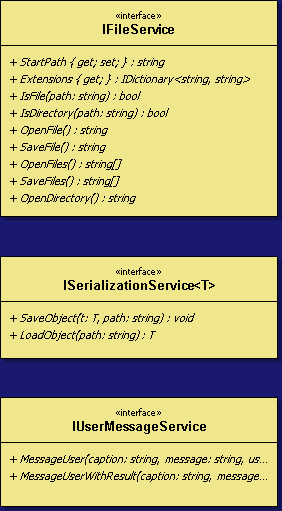 «interface»
IFileService
+ StartPath { get; set; } : string
+ Extensions { get; } : IDictionary<string, string>
+ IsFile(path: string) : bool
+ IsDirectory(path: string) : bool
+ OpenFile() : string
+ SaveFile() : string
+ OpenFiles() : string[]
+ SaveFiles() : string[]
+ OpenDirectory() : string
«interface»
ISerializationService<T>
+ SaveObject(t: T, path: string) : void
+ LoadObject(path: string) : T
«interface»
IUserMessageService
+ MessageUser(caption: string, message: string, us...
+ MessageUserWithResult(caption: string, message...